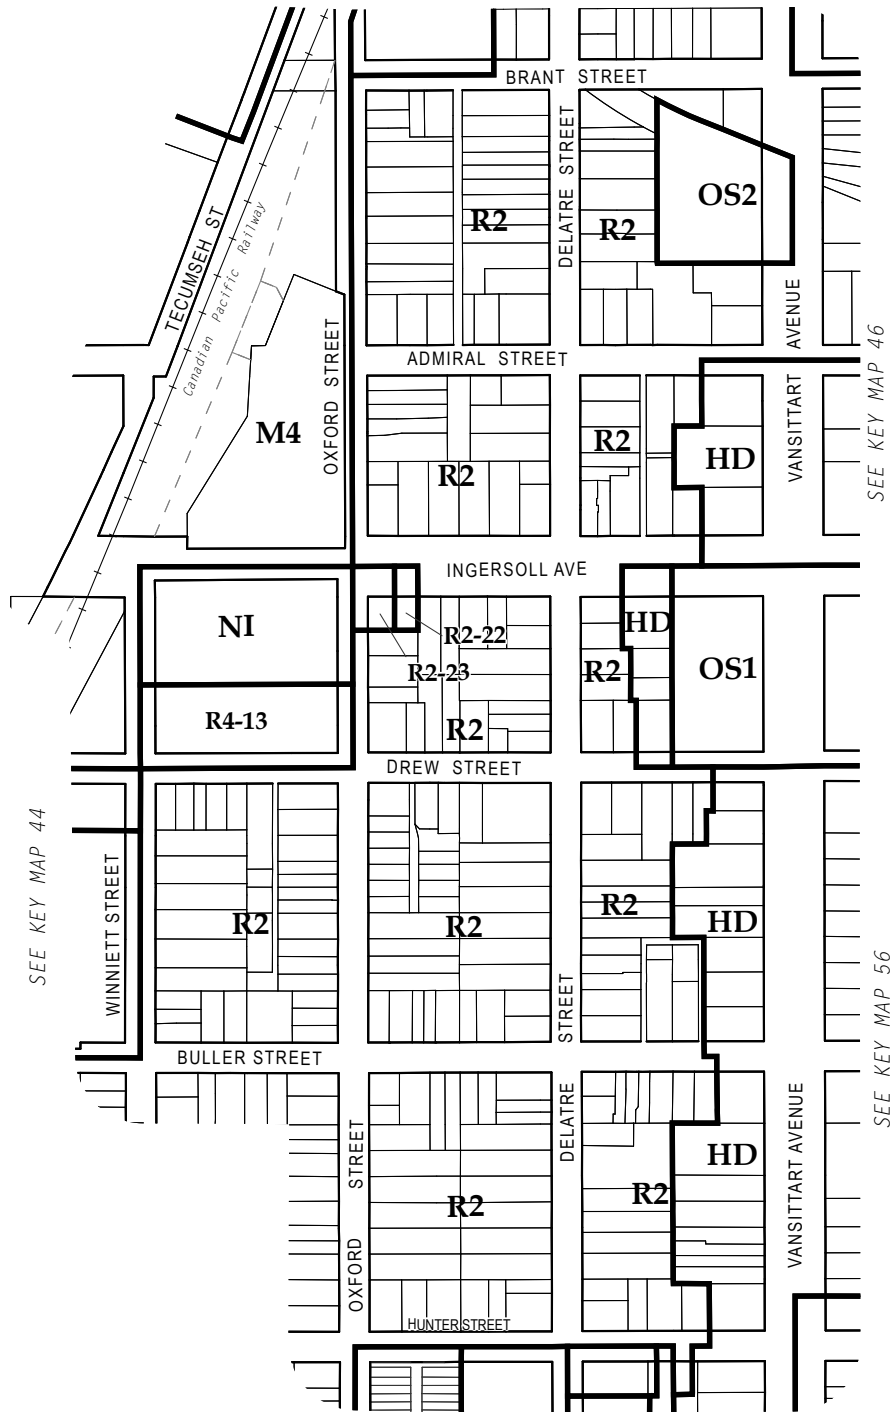 BRANT STREET
DELATRE STREET
OS2
R2
R2
TECUMSEH ST
Canadian Pacific Railway
AVENUE
VANSITTART
OXFORD STREET
ADMIRAL STREET
SEE KEY MAP 46
M4
R2
R2
HD
INGERSOLL AVE
NI
R2-22
R2-23
HD
R2
OS1
R4-13
R2
DREW STREET
SEE KEY MAP 44
WINNIETT STREET
R2
R2
R2
HD
SEE KEY MAP 56
STREET
DELATRE
BULLER STREET
STREET
OXFORD
VANSITTART AVENUE
HD
R2
R2
HUNTER STREET